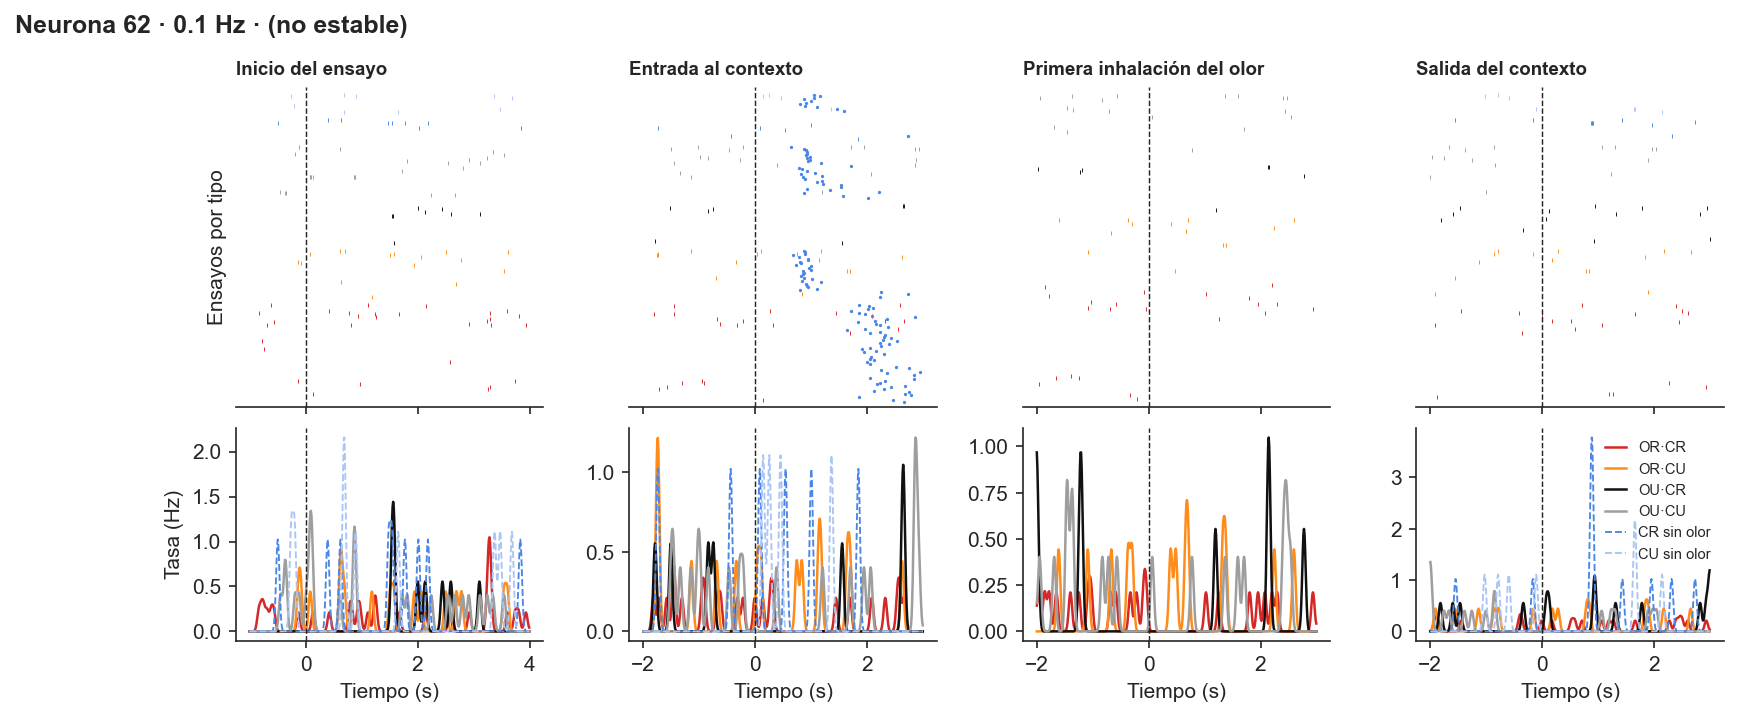 Neurona 62 · 0.1 Hz · (no estable)
Inicio del ensayo
Entrada al contexto
Primera inhalación del olor
Salida del contexto
Ensayos por tipo
Tasa (Hz)
2.0
1.5
1.0
0.5
0.0
0
2
4
Tiempo (s)
1.0
0.5
0.0
−2
0
2
Tiempo (s)
1.00
0.75
0.50
0.25
0.00
−2
0
2
Tiempo (s)
3
2
1
0
−2
0
2
Tiempo (s)
OR·CR
OR·CU
OU·CR
OU·CU
CR sin olor
CU sin olor